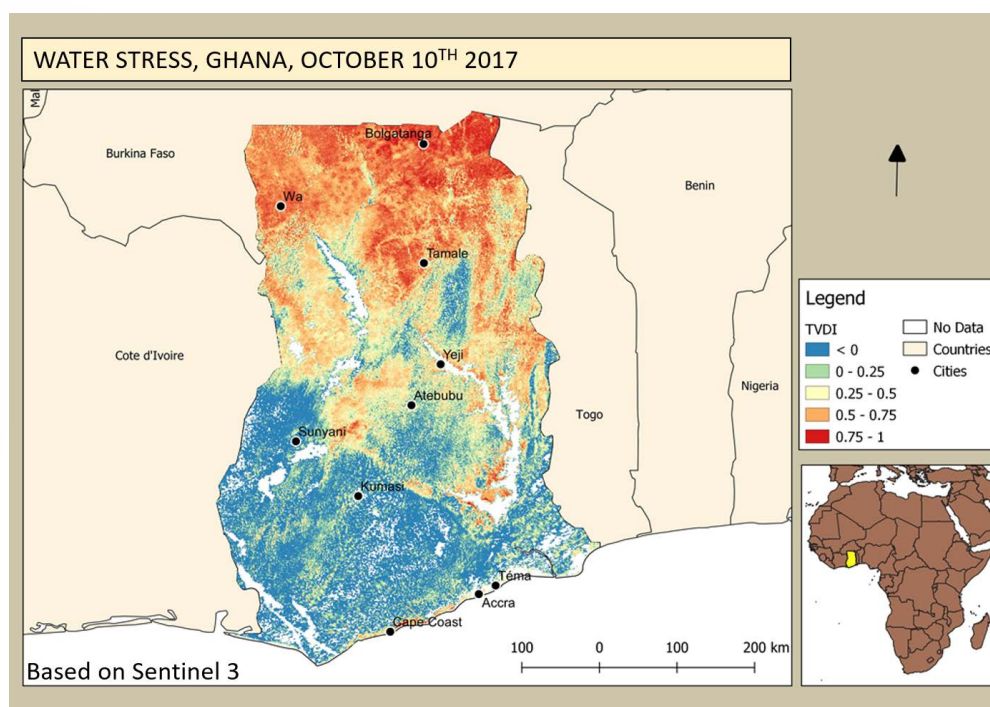 WATER STRESS, GHANA, OCTOBER 10TH 2017
Burkina Faso
Bolgatanga
Benin
Wa
Tamale
Cote d'Ivoire
Yeji
Atebubu
Togo
Nigeria
Sunyani
Kumasi
Téma
Accra
Cape Coast
100 0 100 200 km
Based on Sentinel 3
Legend
TVDI
< 0
0 - 0.25
0.25 - 0.5
0.5 - 0.75
0.75 - 1
No Data
Countries
Cities